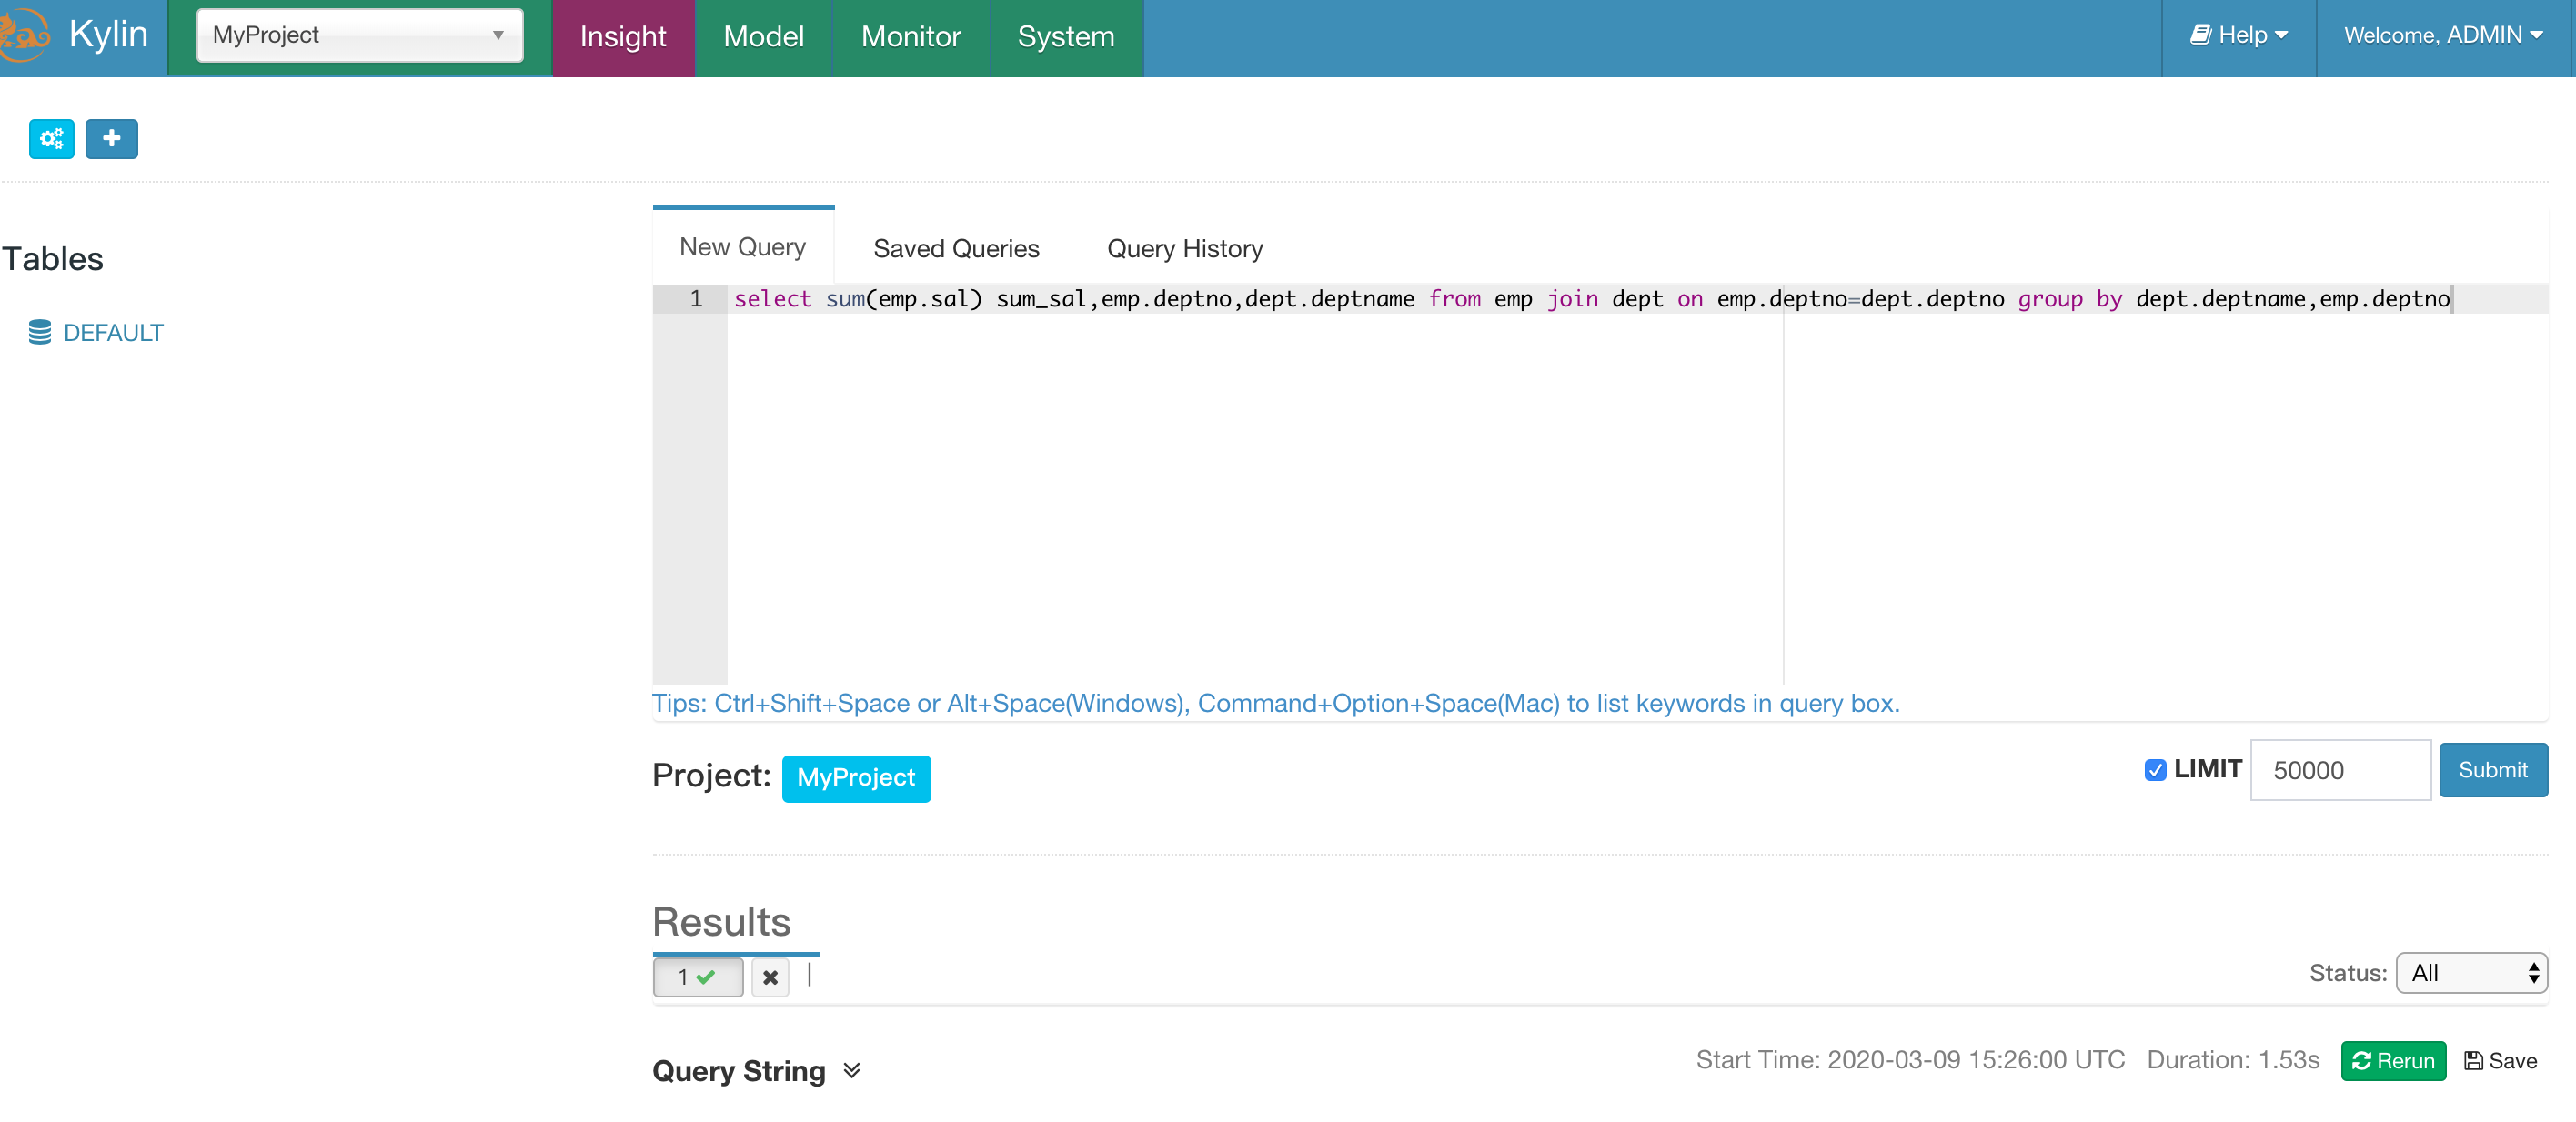 Kylin MyProject Insight Model Monitor System Help Welcome, ADMIN
Tables
DEFAULT
New Query Saved Queries Query History
1 select sum(emp.sal) sum_sal,emp.deptno,dept.deptname from emp join dept on emp.deptno=dept.deptno group by dept.deptname,emp.deptno
Tips: Ctrl+Shift+Space or Alt+Space(Windows), Command+Option+Space(Mac) to list keywords in query box.
Project: MyProject LIMIT 50000 Submit
Results
1 Status: All
Query String Start Time: 2020-03-09 15:26:00 UTC Duration: 1.53s Rerun Save